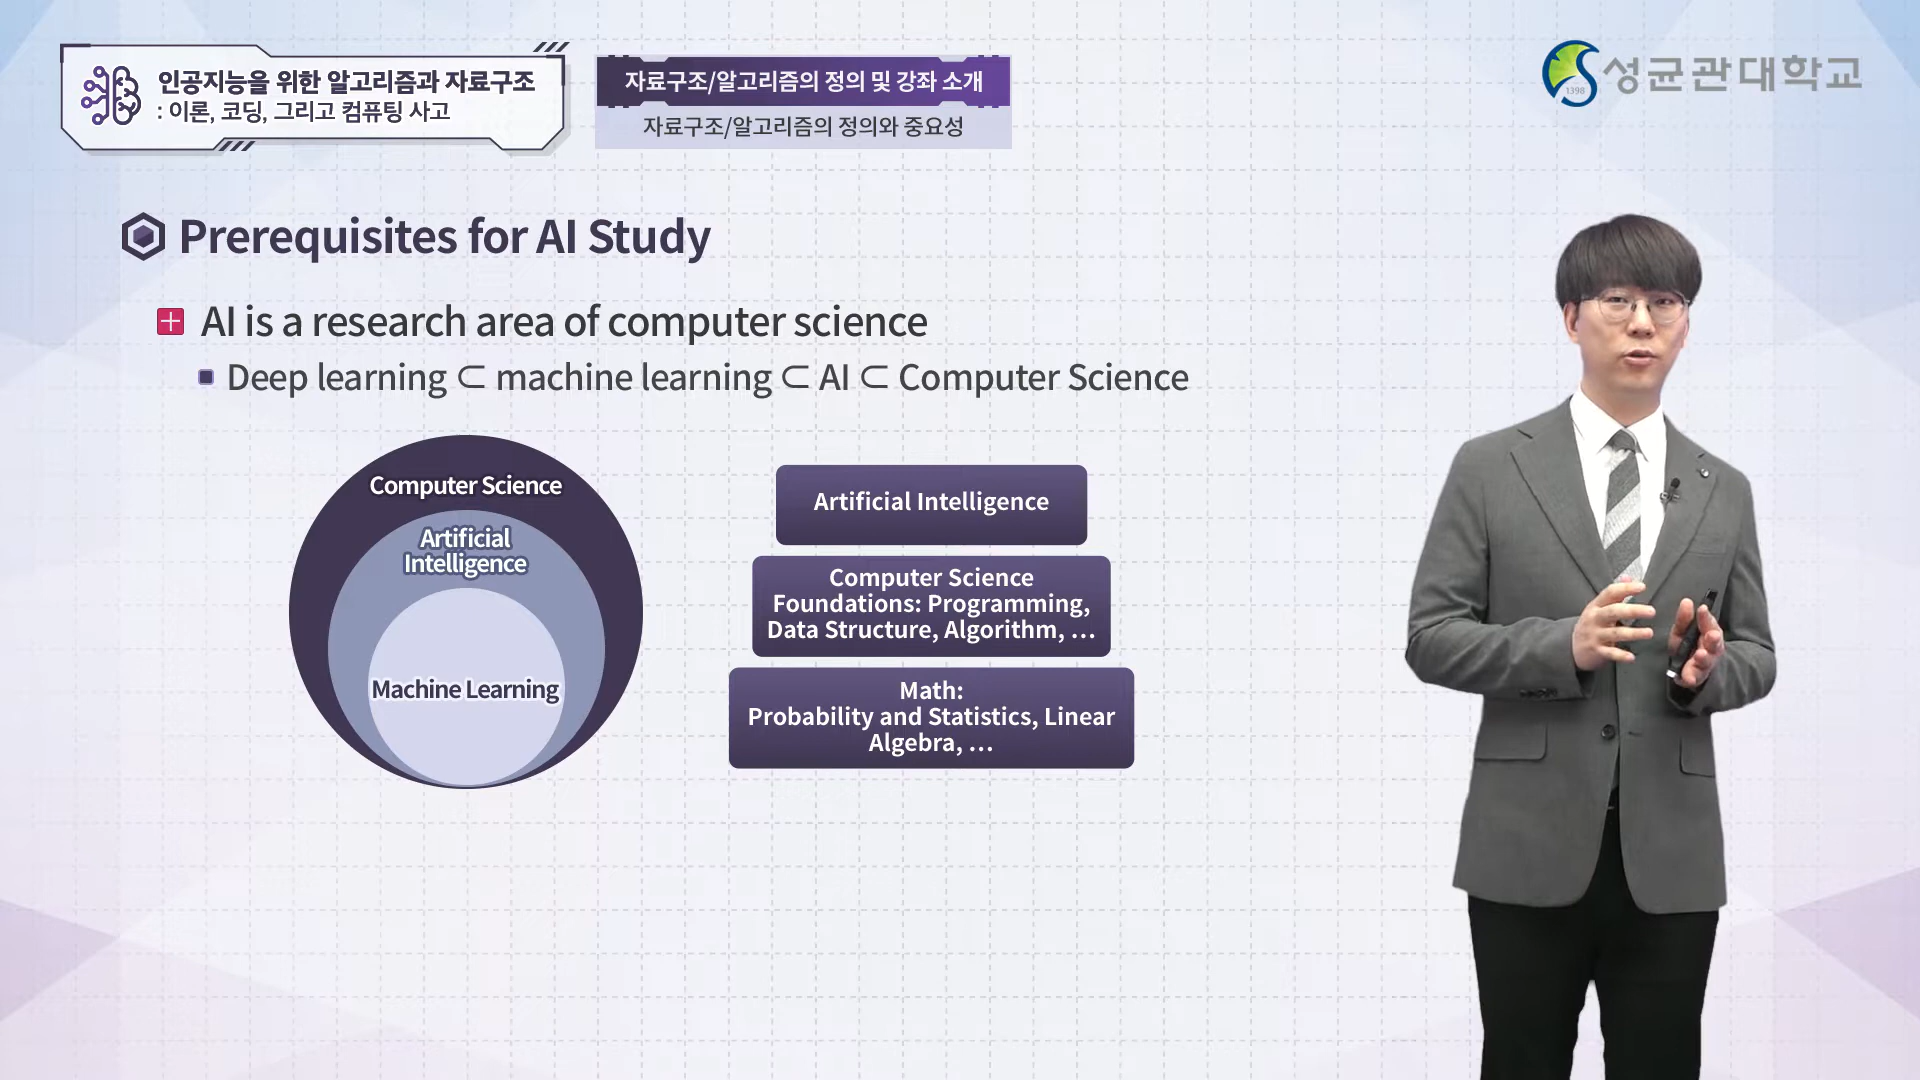 인공지능을 위한 알고리즘과 자료구조
: 이론, 코딩, 그리고 컴퓨팅 사고
자료구조/알고리즘의 정의 및 강좌 소개
자료구조/알고리즘의 정의와 중요성
1398
성균관대학교
Prerequisites for AI Study
AI is a research area of computer science
Deep learning ⊂ machine learning ⊂ AI ⊂ Computer Science
Computer Science
Artificial
Intelligence
Machine Learning
Artificial Intelligence
Computer Science
Foundations: Programming,
Data Structure, Algorithm, …
Math:
Probability and Statistics, Linear
Algebra, …